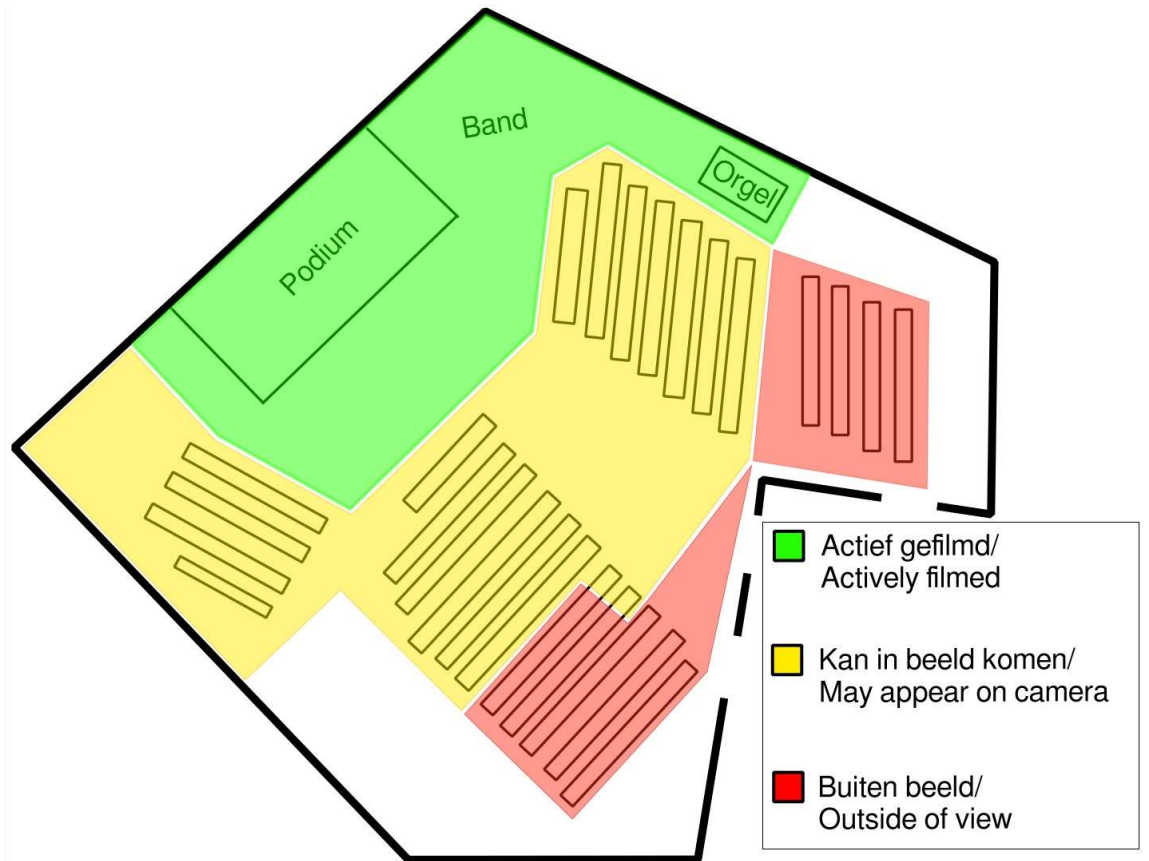 Band
Orgel
Podium
Actief gefilmd/
Actively filmed
Kan in beeld komen/
May appear on camera
Buiten beeld/
Outside of view